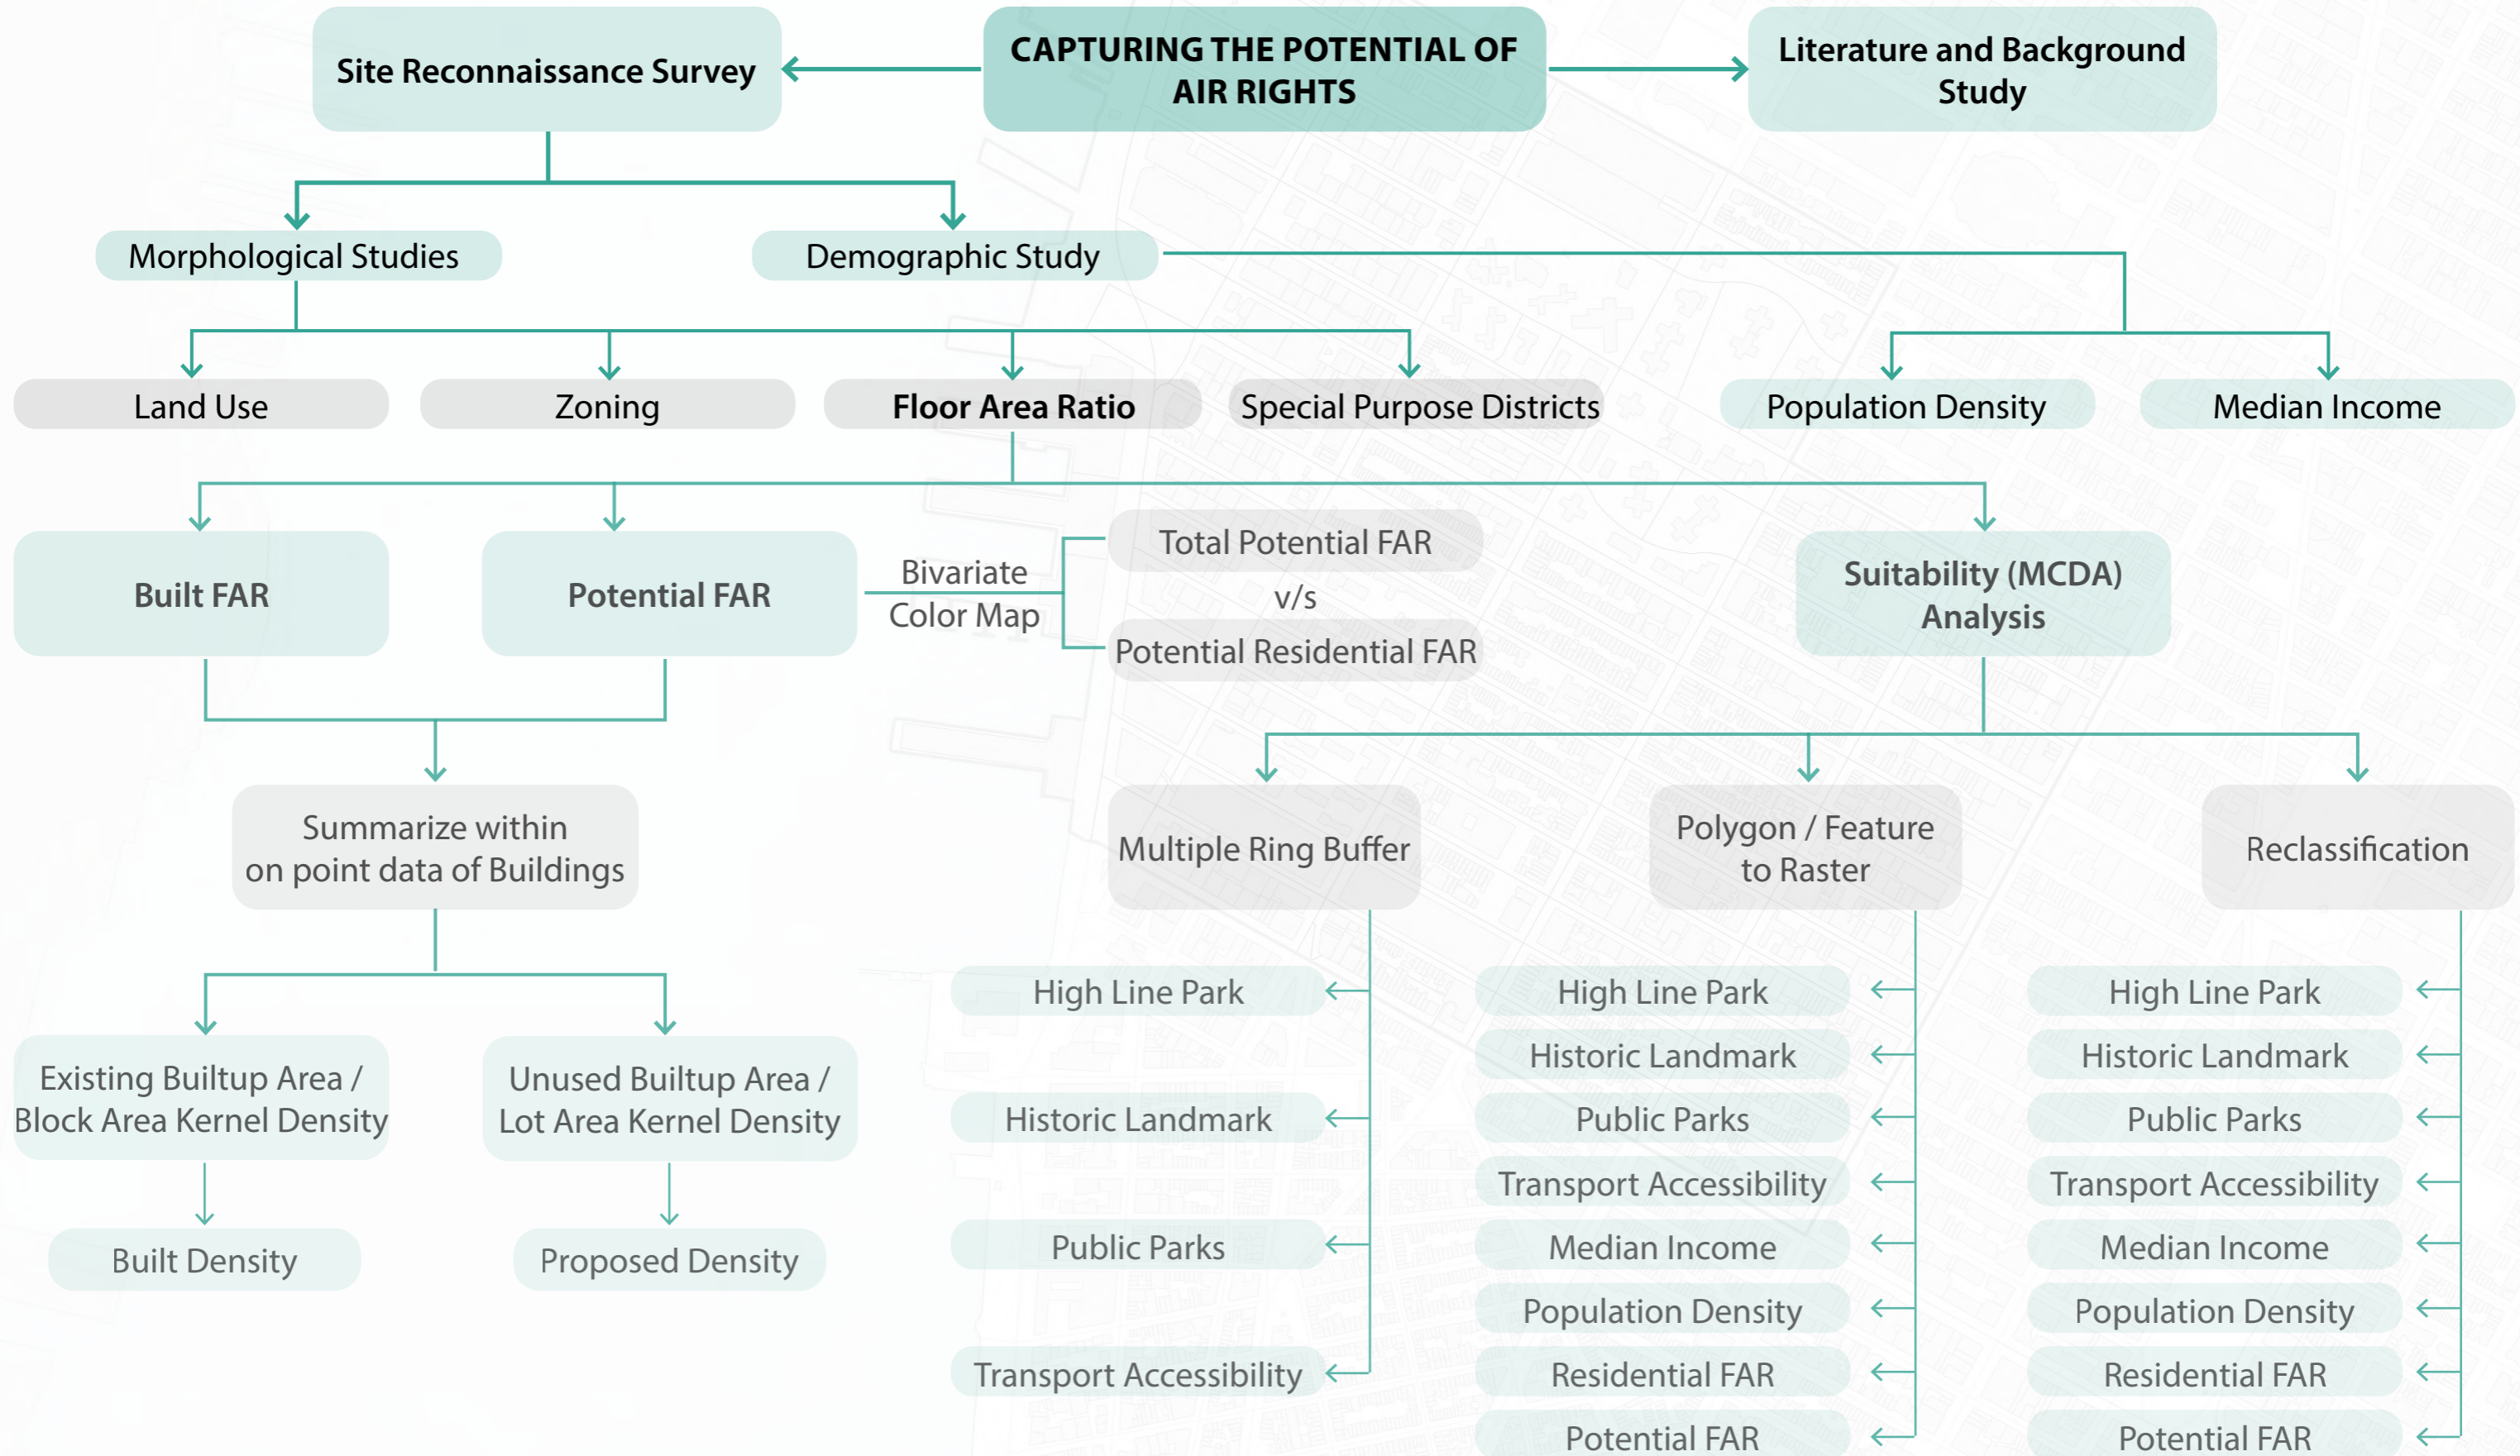 Site Reconnaissance Survey
CAPTURING THE POTENTIAL OF
AIR RIGHTS
Literature and Background
Study
Morphological Studies
Demographic Study
Land Use
Zoning
Floor Area Ratio
Special Purpose Districts
Population Density
Median Income
Built FAR
Potential FAR
Bivariate
Color Map
Total Potential FAR
v/s
Potential Residential FAR
Suitability (MCDA)
Analysis
Summarize within
on point data of Buildings
Multiple Ring Buffer
Polygon / Feature
to Raster
Reclassification
Existing Builtup Area /
Block Area Kernel Density
Unused Builtup Area /
Lot Area Kernel Density
Built Density
Proposed Density
High Line Park
Historic Landmark
Public Parks
Transport Accessibility
High Line Park
Historic Landmark
Public Parks
Transport Accessibility
Median Income
Population Density
Residential FAR
Potential FAR
High Line Park
Historic Landmark
Public Parks
Transport Accessibility
Median Income
Population Density
Residential FAR
Potential FAR